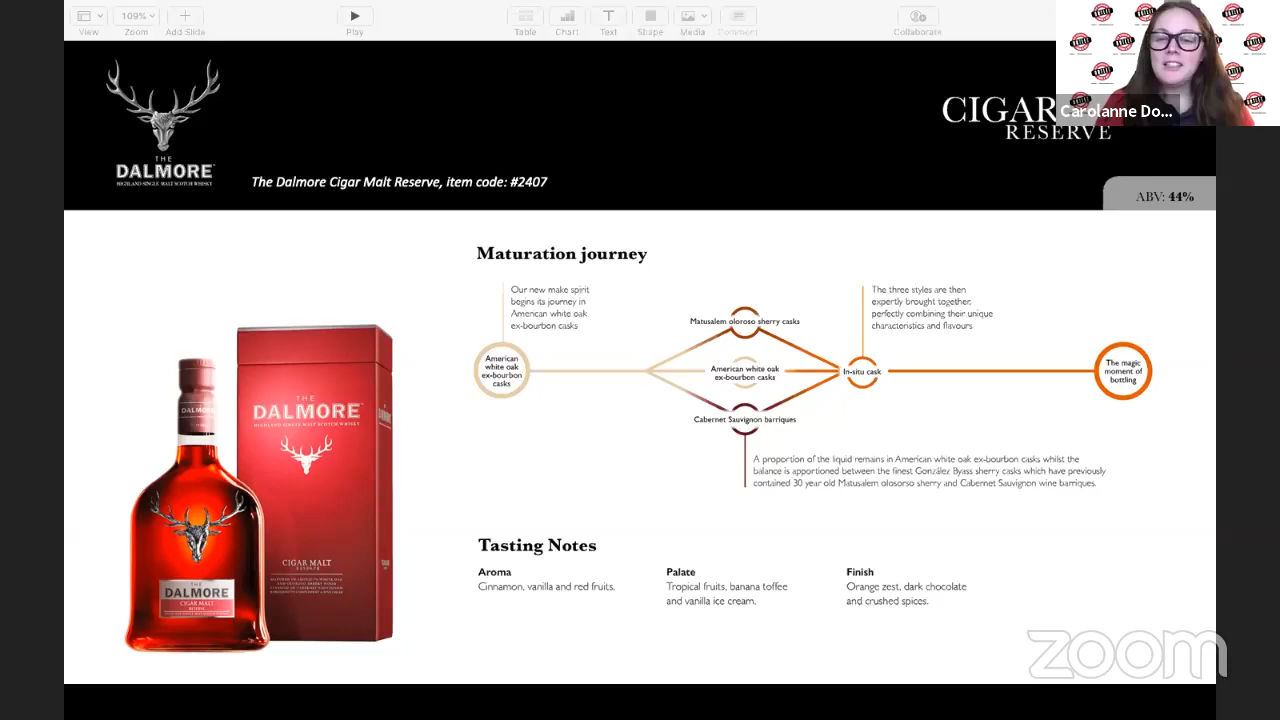 109%
View
Zoom
Add Slide
Play
Table
Chart
Text
Shape
Media
Comment
Collaborate
Carolanne Do...
THE
DALMORE
HIGHLAND SINGLE MALT SCOTCH WHISKY
The Dalmore Cigar Malt Reserve, item code: #2407
CIGAR
RESERVE
ABV: 44%
Maturation journey
Our new make spirit
begins its journey in
American white oak
ex-bourbon casks
American
white oak
ex-bourbon
casks
Matusalem oloroso sherry casks
American white oak
ex-bourbon casks
Cabernet Sauvignon barriques
The three styles are then
expertly brought together,
perfectly combining their unique
characteristics and flavours
In-situ cask
The magic
moment of
bottling
A proportion of the liquid remains in American white oak ex-bourbon casks whilst the
balance is apportioned between the finest González Byass sherry casks which have previously
contained 30 year old Matusalem olosorso sherry and Cabernet Sauvignon wine barriques.
Tasting Notes
Aroma
Cinnamon, vanilla and red fruits.
Palate
Tropical fruits, banana toffee
and vanilla ice cream.
Finish
Orange zest, dark chocolate
and crushed spices.
THE
DALMORE
HIGHLAND SINGLE MALT SCOTCH WHISKY
CIGAR MALT
RESERVE
DALMORE
THE
DALMORE
CIGAR MALT
RESERVE
zoom